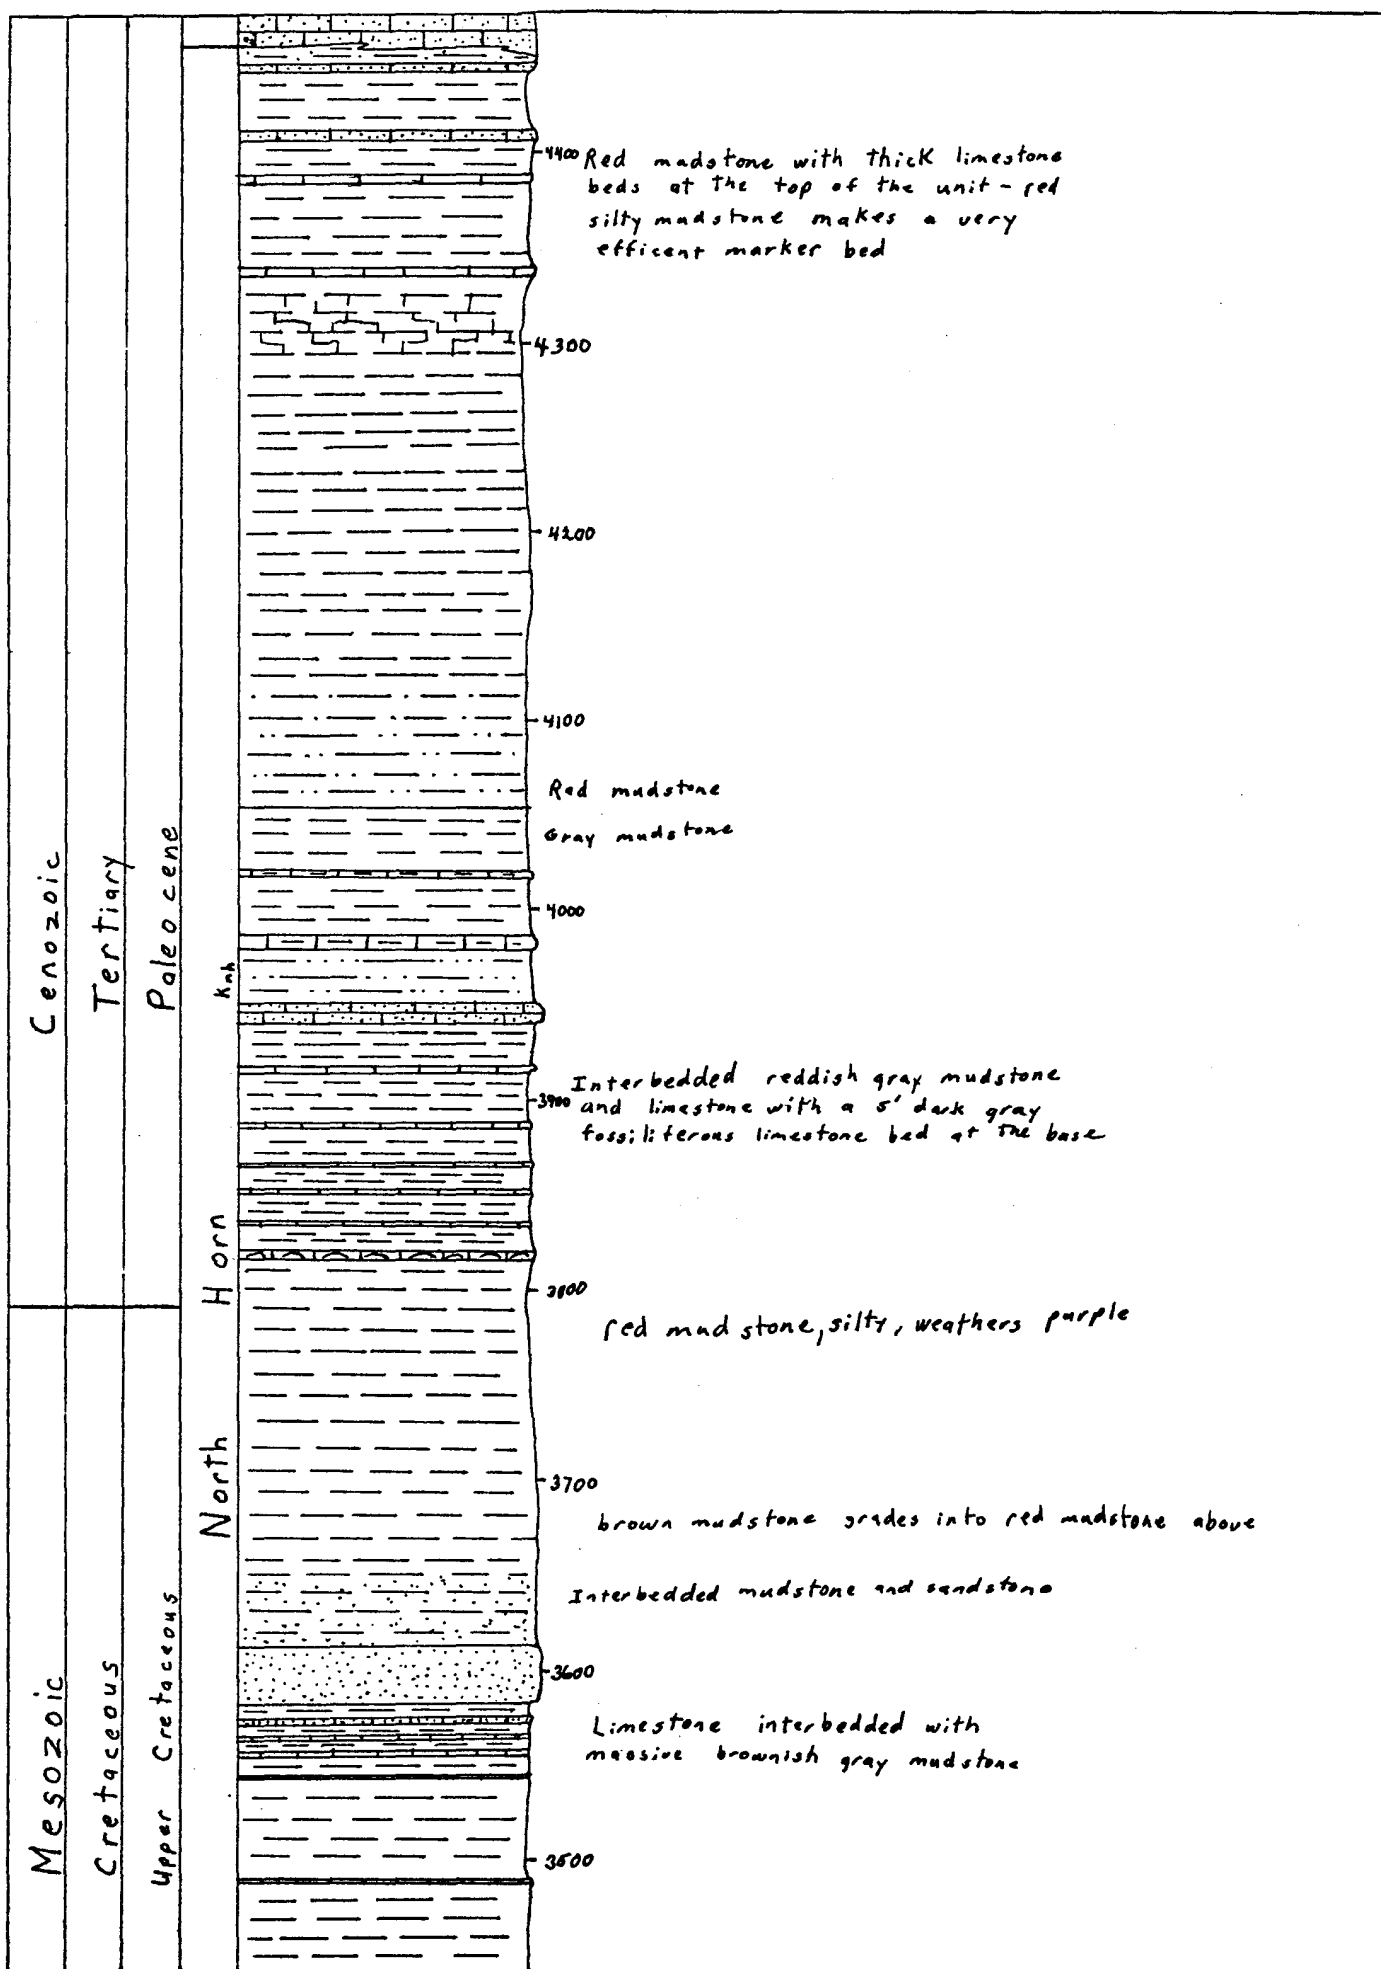 4400 Red mudstone with thick limestone
beds at the top of the unit - red
silty mudstone makes a very
efficent marker bed
4300
4200
4100
Red mudstone
Gray mudstone
4000
Interbedded reddish gray mudstone
3900 and limestone with a 5' dark gray
fossiliferous limestone bed at the base
3800
red mudstone, silty, weathers purple
3700
brown mudstone grades into red mudstone above
Interbedded mudstone and sandstone
3600
Limestone interbedded with
massive brownish gray mudstone
3500
Cenozoic
Tertiary
Paleocene
Knh
North Horn
Mesozoic
Cretaceous
Upper Cretaceous